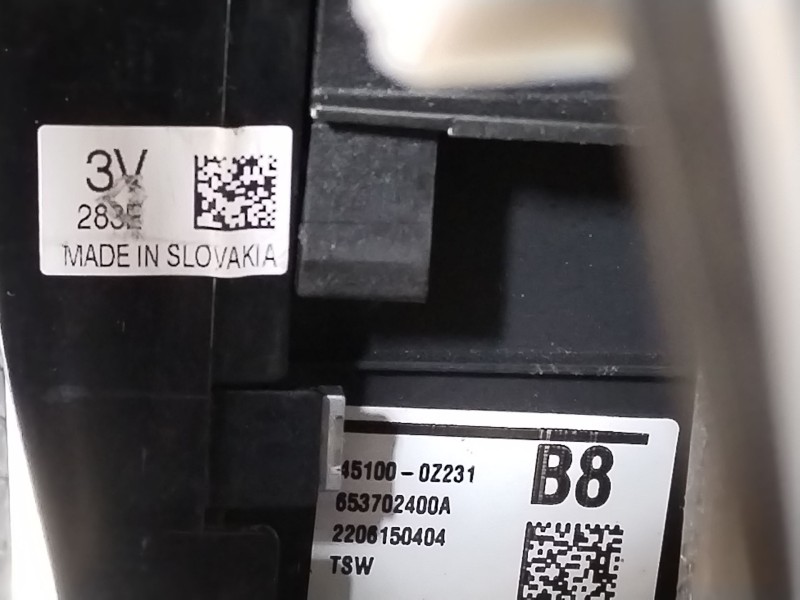 3V
283E
MADE IN SLOVAKIA
45100-0Z231
B8
653702400A
2206150404
TSW